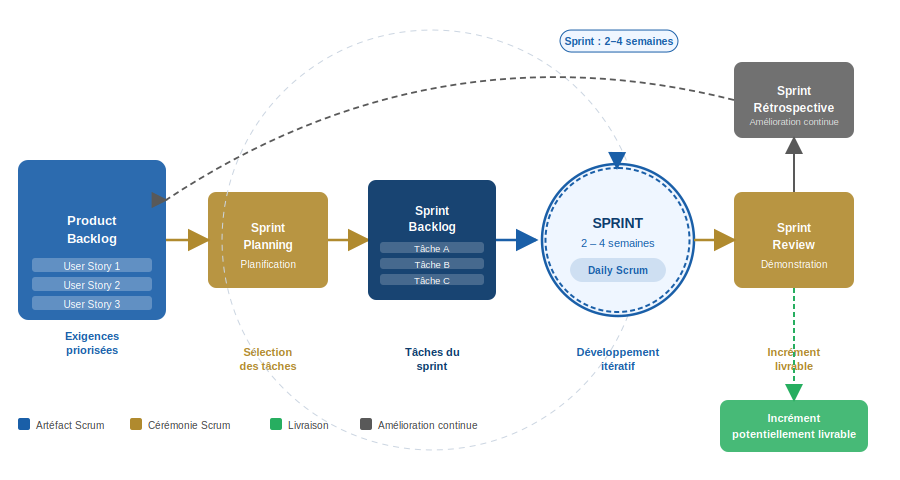 Sprint : 2–4 semaines
Sprint
Rétrospective
Amélioration continue
Product
Backlog
User Story 1
User Story 2
User Story 3
Exigences
priorisées
Sprint
Planning
Planification
Sélection
des tâches
Sprint
Backlog
Tâche A
Tâche B
Tâche C
Tâches du
sprint
SPRINT
2 – 4 semaines
Daily Scrum
Développement
itératif
Sprint
Review
Démonstration
Incrément
livrable
Incrément
potentiellement livrable
Artéfact Scrum
Cérémonie Scrum
Livraison
Amélioration continue